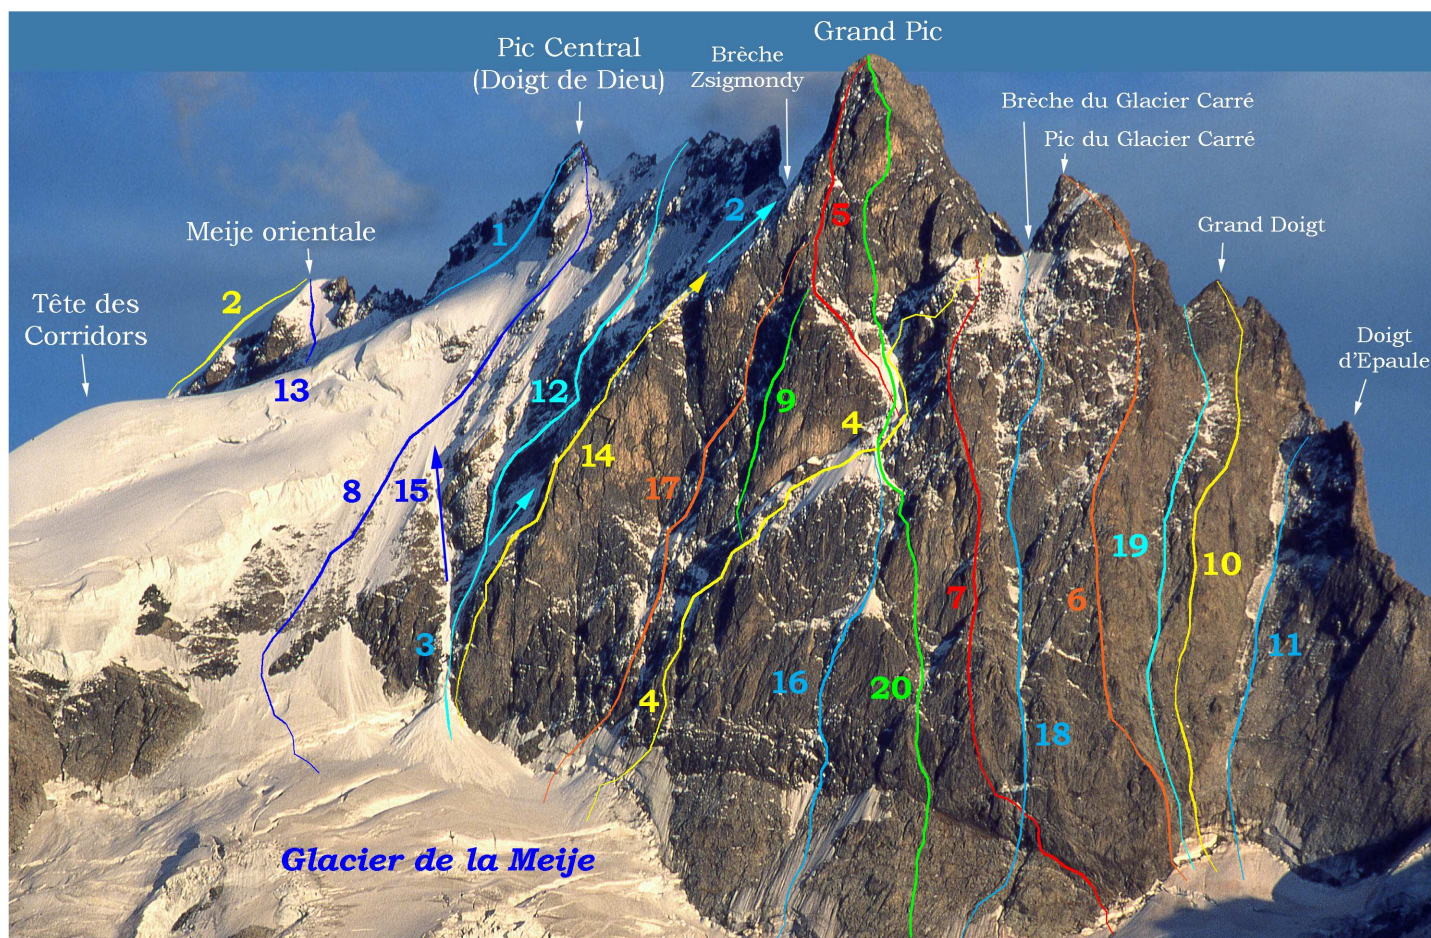 Grand Pic
Pic Central
(Doigt de Dieu)
Brèche
Zsigmondy
Brèche du Glacier Carré
Pic du Glacier Carré
Meije orientale
Grand Doigt
Tête des
Corridors
Doigt
d'Epaule
1
2
5
2
13
12
9
4
14
8
15
17
19
10
7
6
3
16
20
4
11
18
Glacier de la Meije